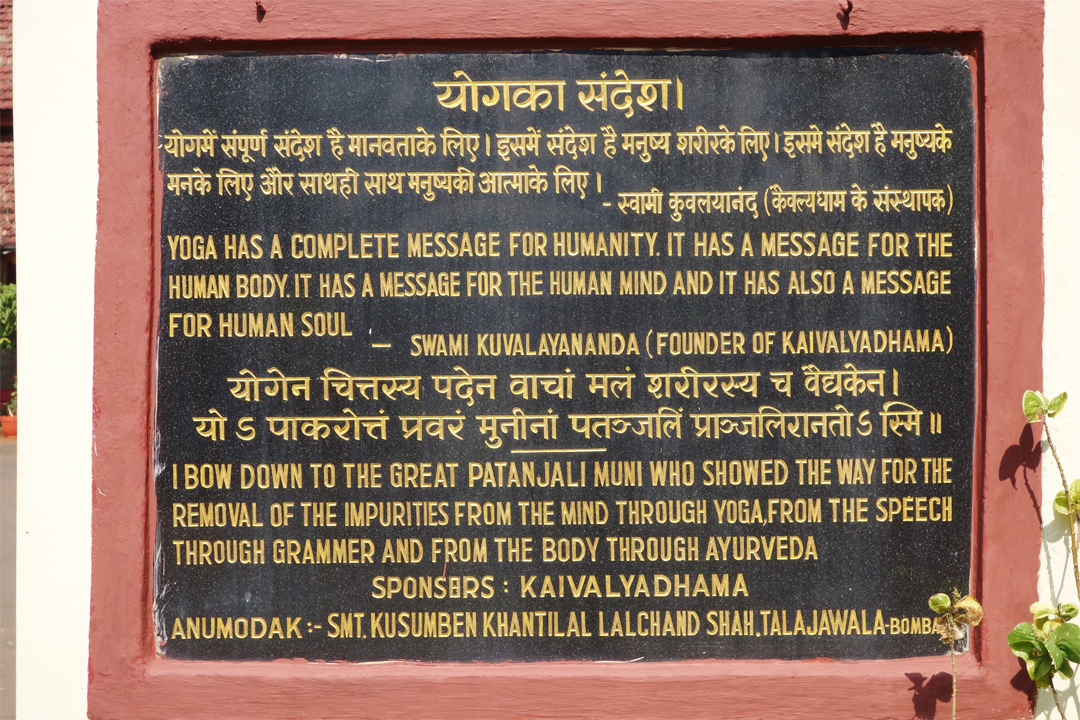 योगका संदेश।
योगमें संपूर्ण संदेश है मानवताके लिए। इसमें संदेश है मनुष्य शरीरके लिए। इसमे संदेश है मनुष्यके
मनके लिए और साथही साथ मनुष्यकी आत्माके लिए।
- स्वामी कुवलयानंद (कैवल्यधाम के संस्थापक)
YOGA HAS A COMPLETE MESSAGE FOR HUMANITY. IT HAS A MESSAGE FOR THE
HUMAN BODY. IT HAS A MESSAGE FOR THE HUMAN MIND AND IT HAS ALSO A MESSAGE
FOR HUMAN SOUL
– SWAMI KUVALAYANANDA (FOUNDER OF KAIVALYADHAMA)
योगेन चित्तस्य पदेन वाचां मलं शरीरस्य च वैद्यकेन।
यो ऽ पाकरोत्तं प्रवरं मुनीनां पतञ्जलिं प्राञ्जलिरानतो ऽ स्मि ॥
I BOW DOWN TO THE GREAT PATANJALI MUNI WHO SHOWED THE WAY FOR THE
REMOVAL OF THE IMPURITIES FROM THE MIND THROUGH YOGA, FROM THE SPEECH
THROUGH GRAMMER AND FROM THE BODY THROUGH AYURVEDA
SPONSERS : KAIVALYADHAMA
ANUMODAK :- SMT. KUSUMBEN KHANTILAL LALCHAND SHAH. TALAJAWALA-